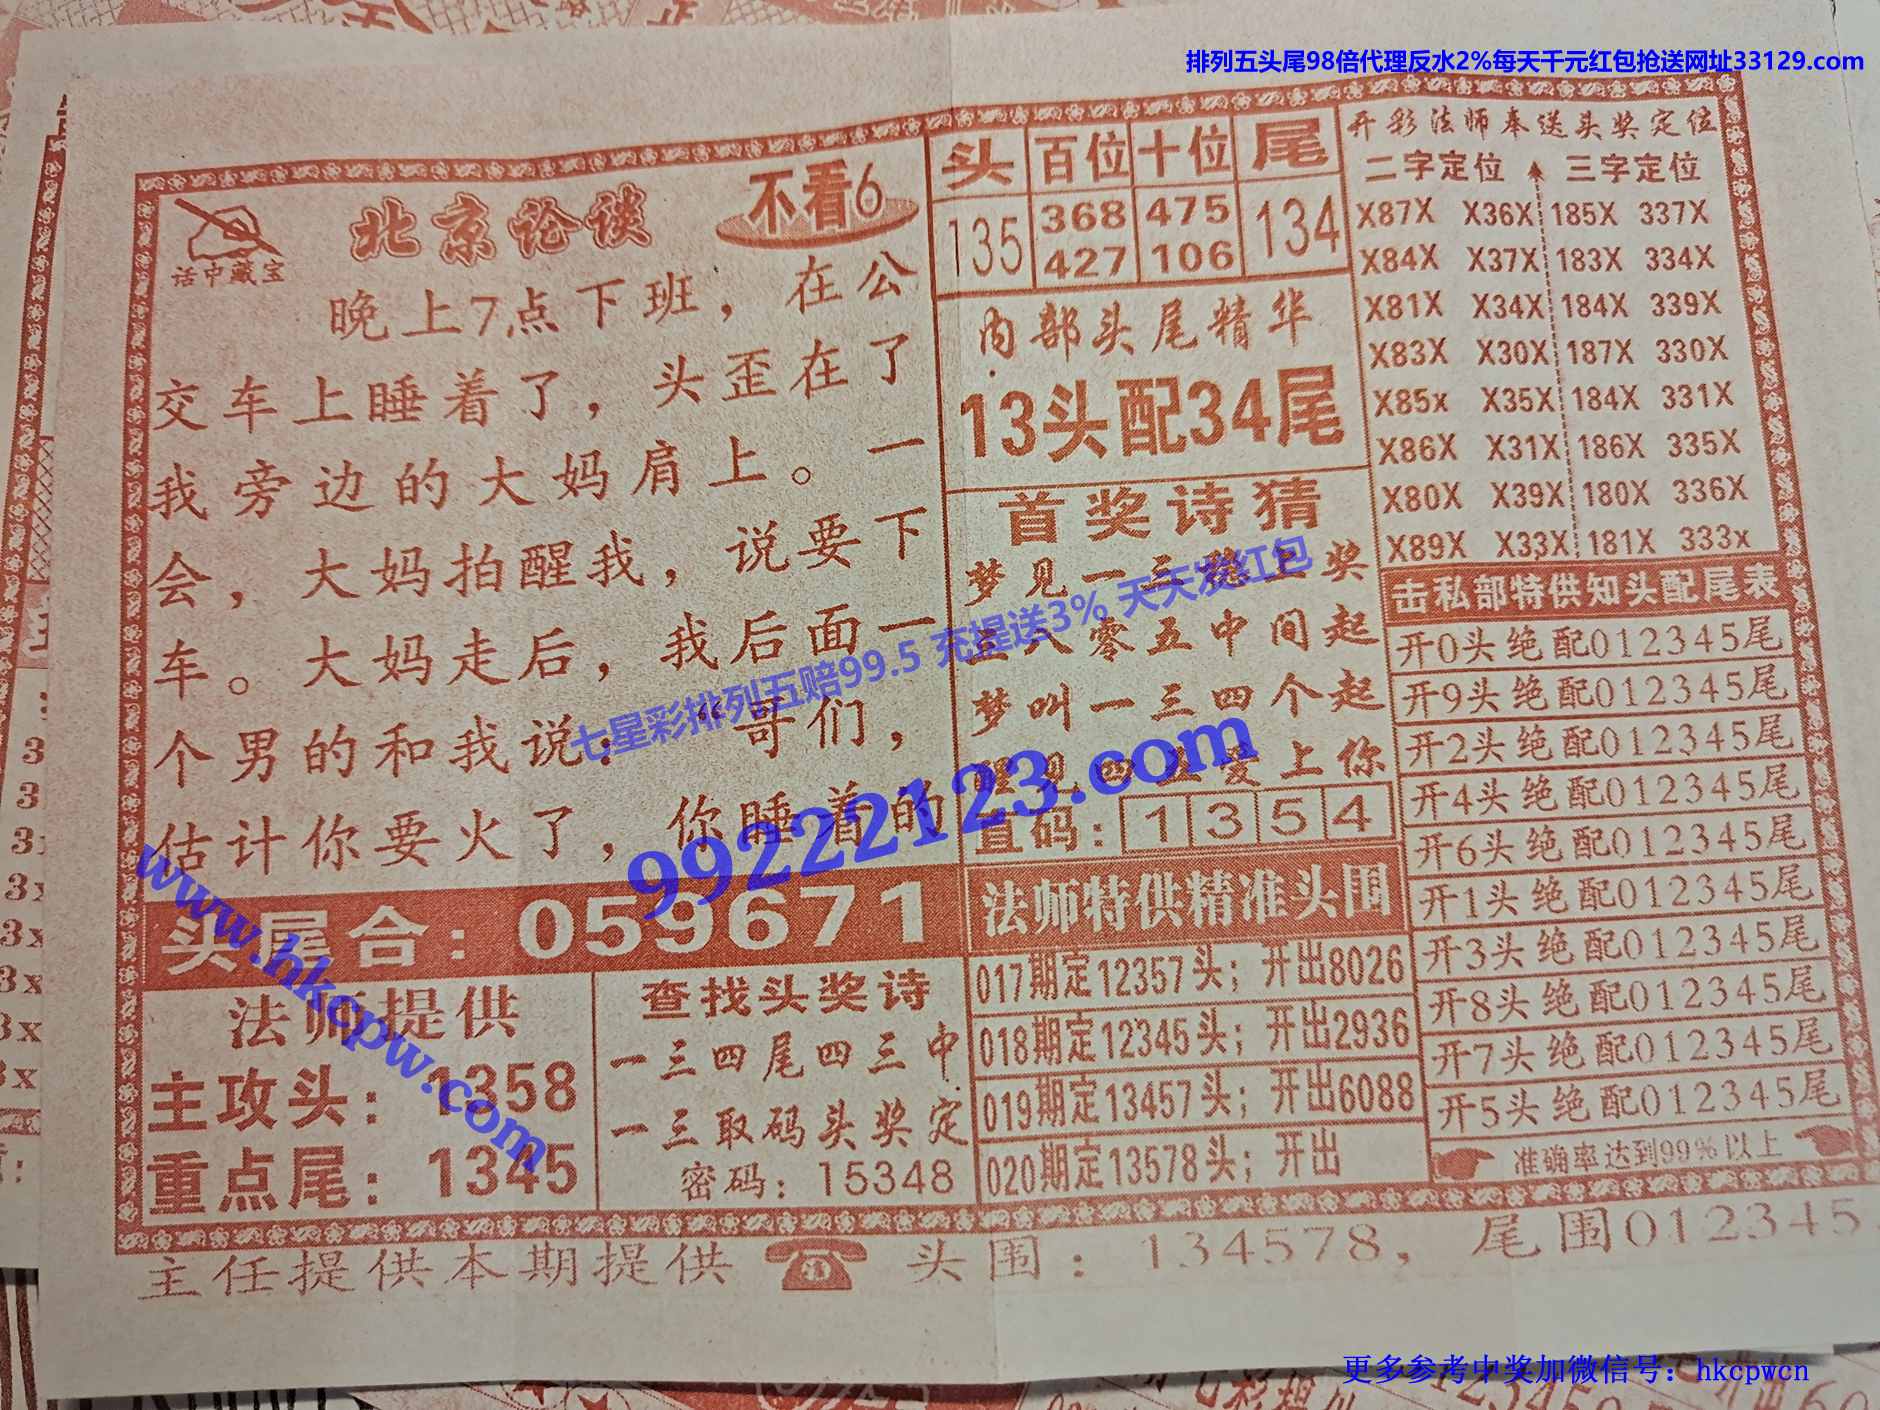 排列五头尾98倍代理反水2%每天千元红包抢送网址33129.com
话中藏宝
北京论谈
不看6
晚上7点下班，在公
交车上睡着了，头歪在了
我旁边的大妈肩上。一
会，大妈拍醒我，说要下
车。大妈走后，我后面一
个男的和我说：“哥们，
估计你要火了，你睡着的
头尾合：059671
法师提供
主攻头：1358
重点尾：1345
查找头奖诗
一三四尾四三中
一三取码头奖定
密码：15348
头 百位 十位 尾
135 368 475 134
427 106
内部头尾精华
13头配34尾
首奖诗猜
梦见一三跑上奖
三八零五中间起
梦叫一三四个起
醒见四五爱上你
直码：1354
法师特供精准头围
017期定12357头；开出8026
018期定12345头；开出2936
019期定13457头；开出6088
020期定13578头；开出
开彩法师奉送头奖定位
二字定位 三字定位
X87X X36X 185X 337X
X84X X37X 183X 334X
X81X X34X 184X 339X
X83X X30X 187X 330X
X85x X35X 184X 331X
X86X X31X 186X 335X
X80X X39X 180X 336X
X89X X33X 181X 333x
击私部特供知头配尾表
开0头绝配012345尾
开9头绝配012345尾
开2头绝配012345尾
开4头绝配012345尾
开6头绝配012345尾
开1头绝配012345尾
开3头绝配012345尾
开8头绝配012345尾
开7头绝配012345尾
开5头绝配012345尾
准确率达到99%以上
主任提供本期提供 头围：134578，尾围012345
七星彩排列五赔99.5 充提送3% 天天发红包
99222123.com
www.hkcpw.com
更多参考中奖加微信号：hkcpwcn